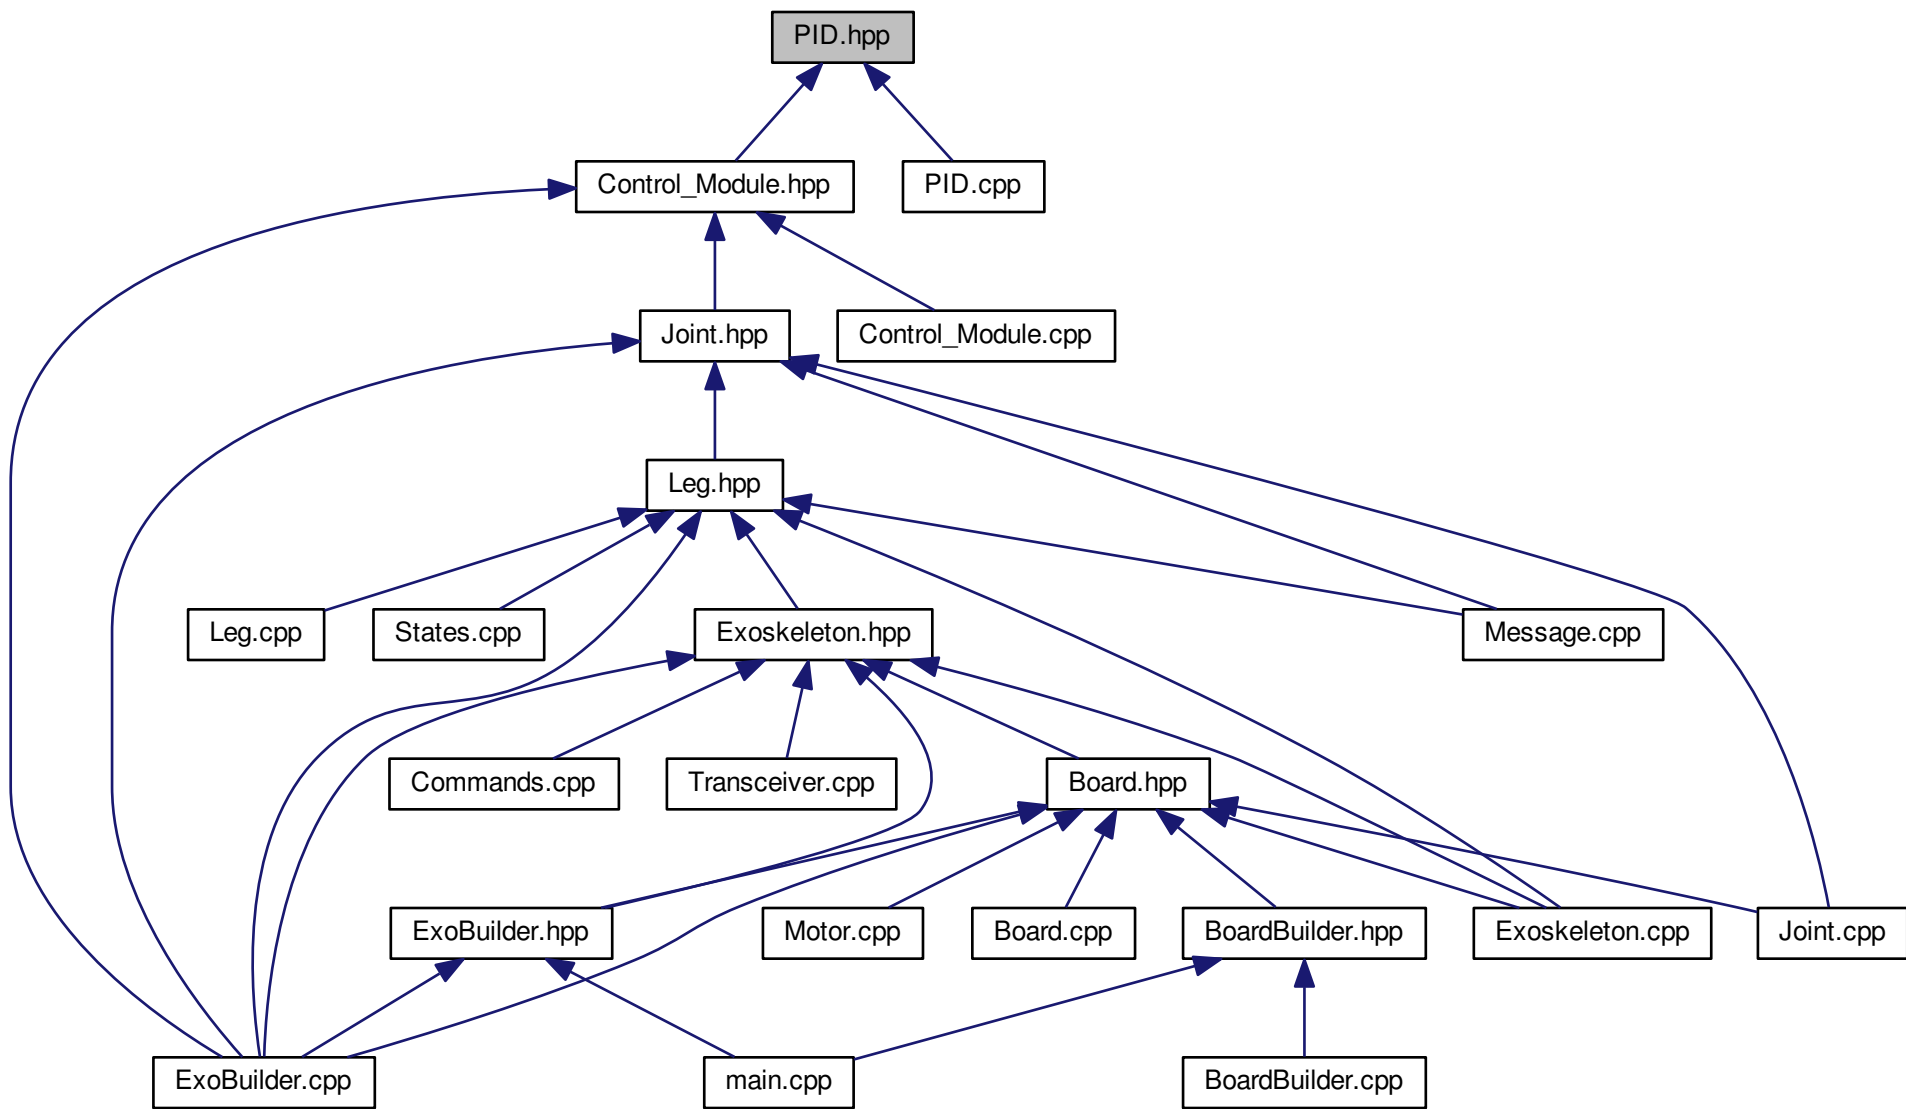 PID.hpp
Control_Module.hpp
PID.cpp
Joint.hpp
Control_Module.cpp
Leg.hpp
Leg.cpp
States.cpp
Exoskeleton.hpp
Message.cpp
Commands.cpp
Transceiver.cpp
Board.hpp
ExoBuilder.hpp
Motor.cpp
Board.cpp
BoardBuilder.hpp
Exoskeleton.cpp
Joint.cpp
ExoBuilder.cpp
main.cpp
BoardBuilder.cpp